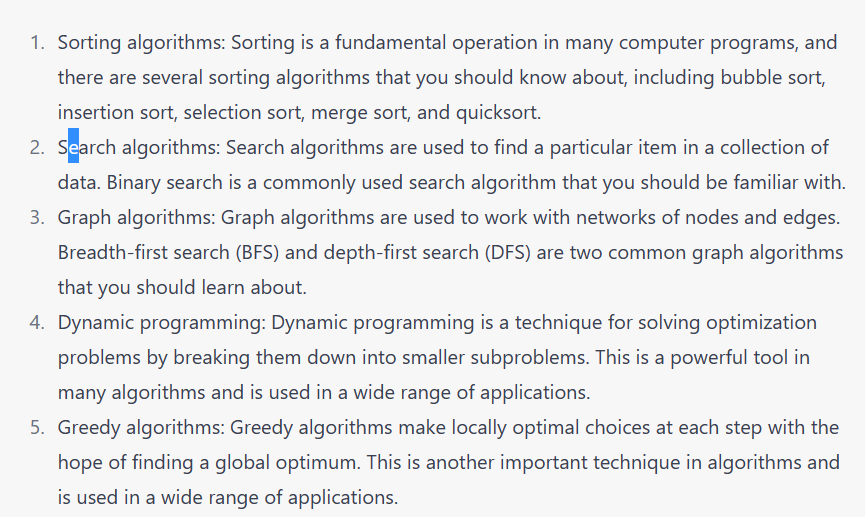 1. Sorting algorithms: Sorting is a fundamental operation in many computer programs, and
there are several sorting algorithms that you should know about, including bubble sort,
insertion sort, selection sort, merge sort, and quicksort.
2. Search algorithms: Search algorithms are used to find a particular item in a collection of
data. Binary search is a commonly used search algorithm that you should be familiar with.
3. Graph algorithms: Graph algorithms are used to work with networks of nodes and edges.
Breadth-first search (BFS) and depth-first search (DFS) are two common graph algorithms
that you should learn about.
4. Dynamic programming: Dynamic programming is a technique for solving optimization
problems by breaking them down into smaller subproblems. This is a powerful tool in
many algorithms and is used in a wide range of applications.
5. Greedy algorithms: Greedy algorithms make locally optimal choices at each step with the
hope of finding a global optimum. This is another important technique in algorithms and
is used in a wide range of applications.